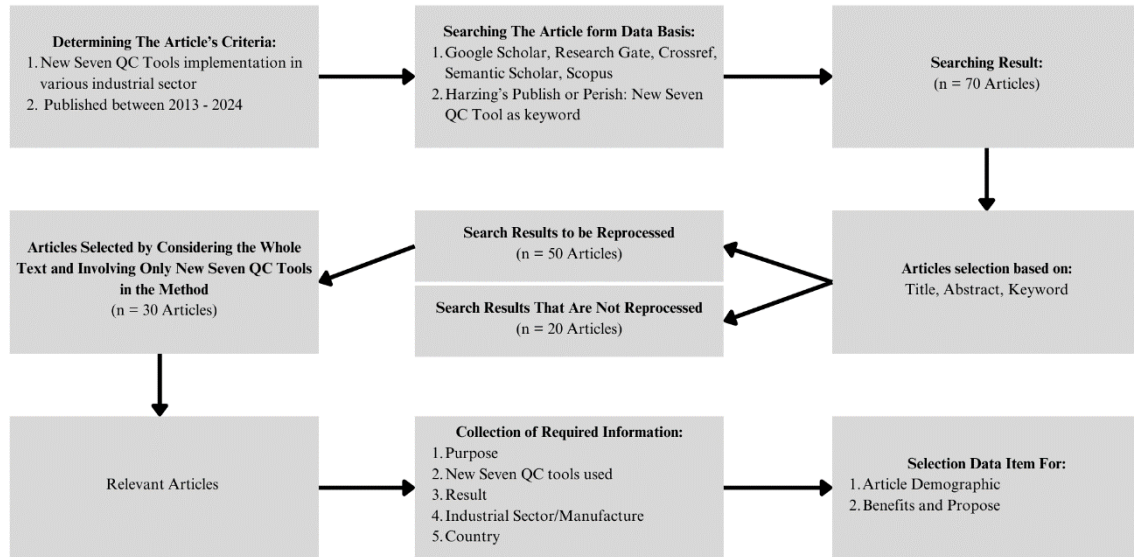 Determining The Article's Criteria:
1. New Seven QC Tools implementation in
various industrial sector
2. Published between 2013 - 2024
Searching The Article form Data Basis:
1. Google Scholar, Research Gate, Crossref,
Semantic Scholar, Scopus
2. Harzing's Publish or Perish: New Seven
QC Tool as keyword
Searching Result:
(n = 70 Articles)
Articles selection based on:
Title, Abstract, Keyword
Search Results to be Reprocessed
(n = 50 Articles)
Search Results That Are Not Reprocessed
(n = 20 Articles)
Articles Selected by Considering the Whole
Text and Involving Only New Seven QC Tools
in the Method
(n = 30 Articles)
Relevant Articles
Collection of Required Information:
1. Purpose
2. New Seven QC tools used
3. Result
4. Industrial Sector/Manufacture
5. Country
Selection Data Item For:
1. Article Demographic
2. Benefits and Propose